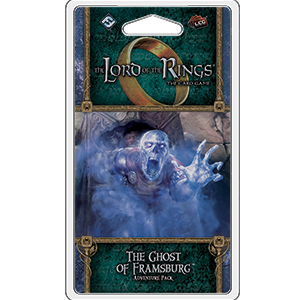 LCG
THE LORD OF THE RINGS
THE CARD GAME
THE GHOST
OF FRAMSBURG
ADVENTURE PACK